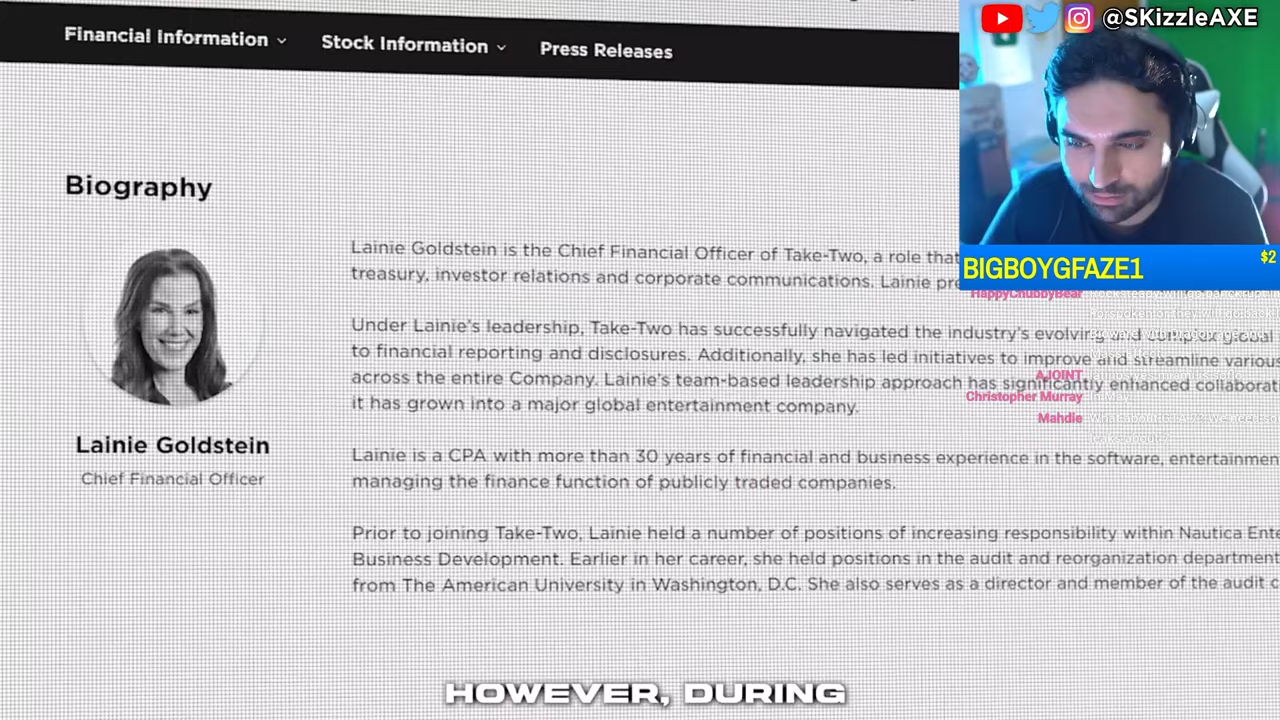 Financial Information
Stock Information
Press Releases
@SKizzleAXE
Biography
Lainie Goldstein is the Chief Financial Officer of Take-Two, a role that
treasury, investor relations and corporate communications. Lainie pre
BIGBOYGFAZE1
$2
HappyChubbyBear
Under Lainie's leadership, Take-Two has successfully navigated the industry's evolving and complex global
to financial reporting and disclosures. Additionally, she has led initiatives to improve and streamline various
across the entire Company. Lainie's team-based leadership approach has significantly enhanced collaborat
it has grown into a major global entertainment company.
AJOINT
Christopher Murray
Mahdie
Lainie Goldstein
Chief Financial Officer
Lainie is a CPA with more than 30 years of financial and business experience in the software, entertainmen
managing the finance function of publicly traded companies.
Prior to joining Take-Two, Lainie held a number of positions of increasing responsibility within Nautica Ente
Business Development. Earlier in her career, she held positions in the audit and reorganization department
from The American University in Washington, D.C. She also serves as a director and member of the audit c
HOWEVER, DURING